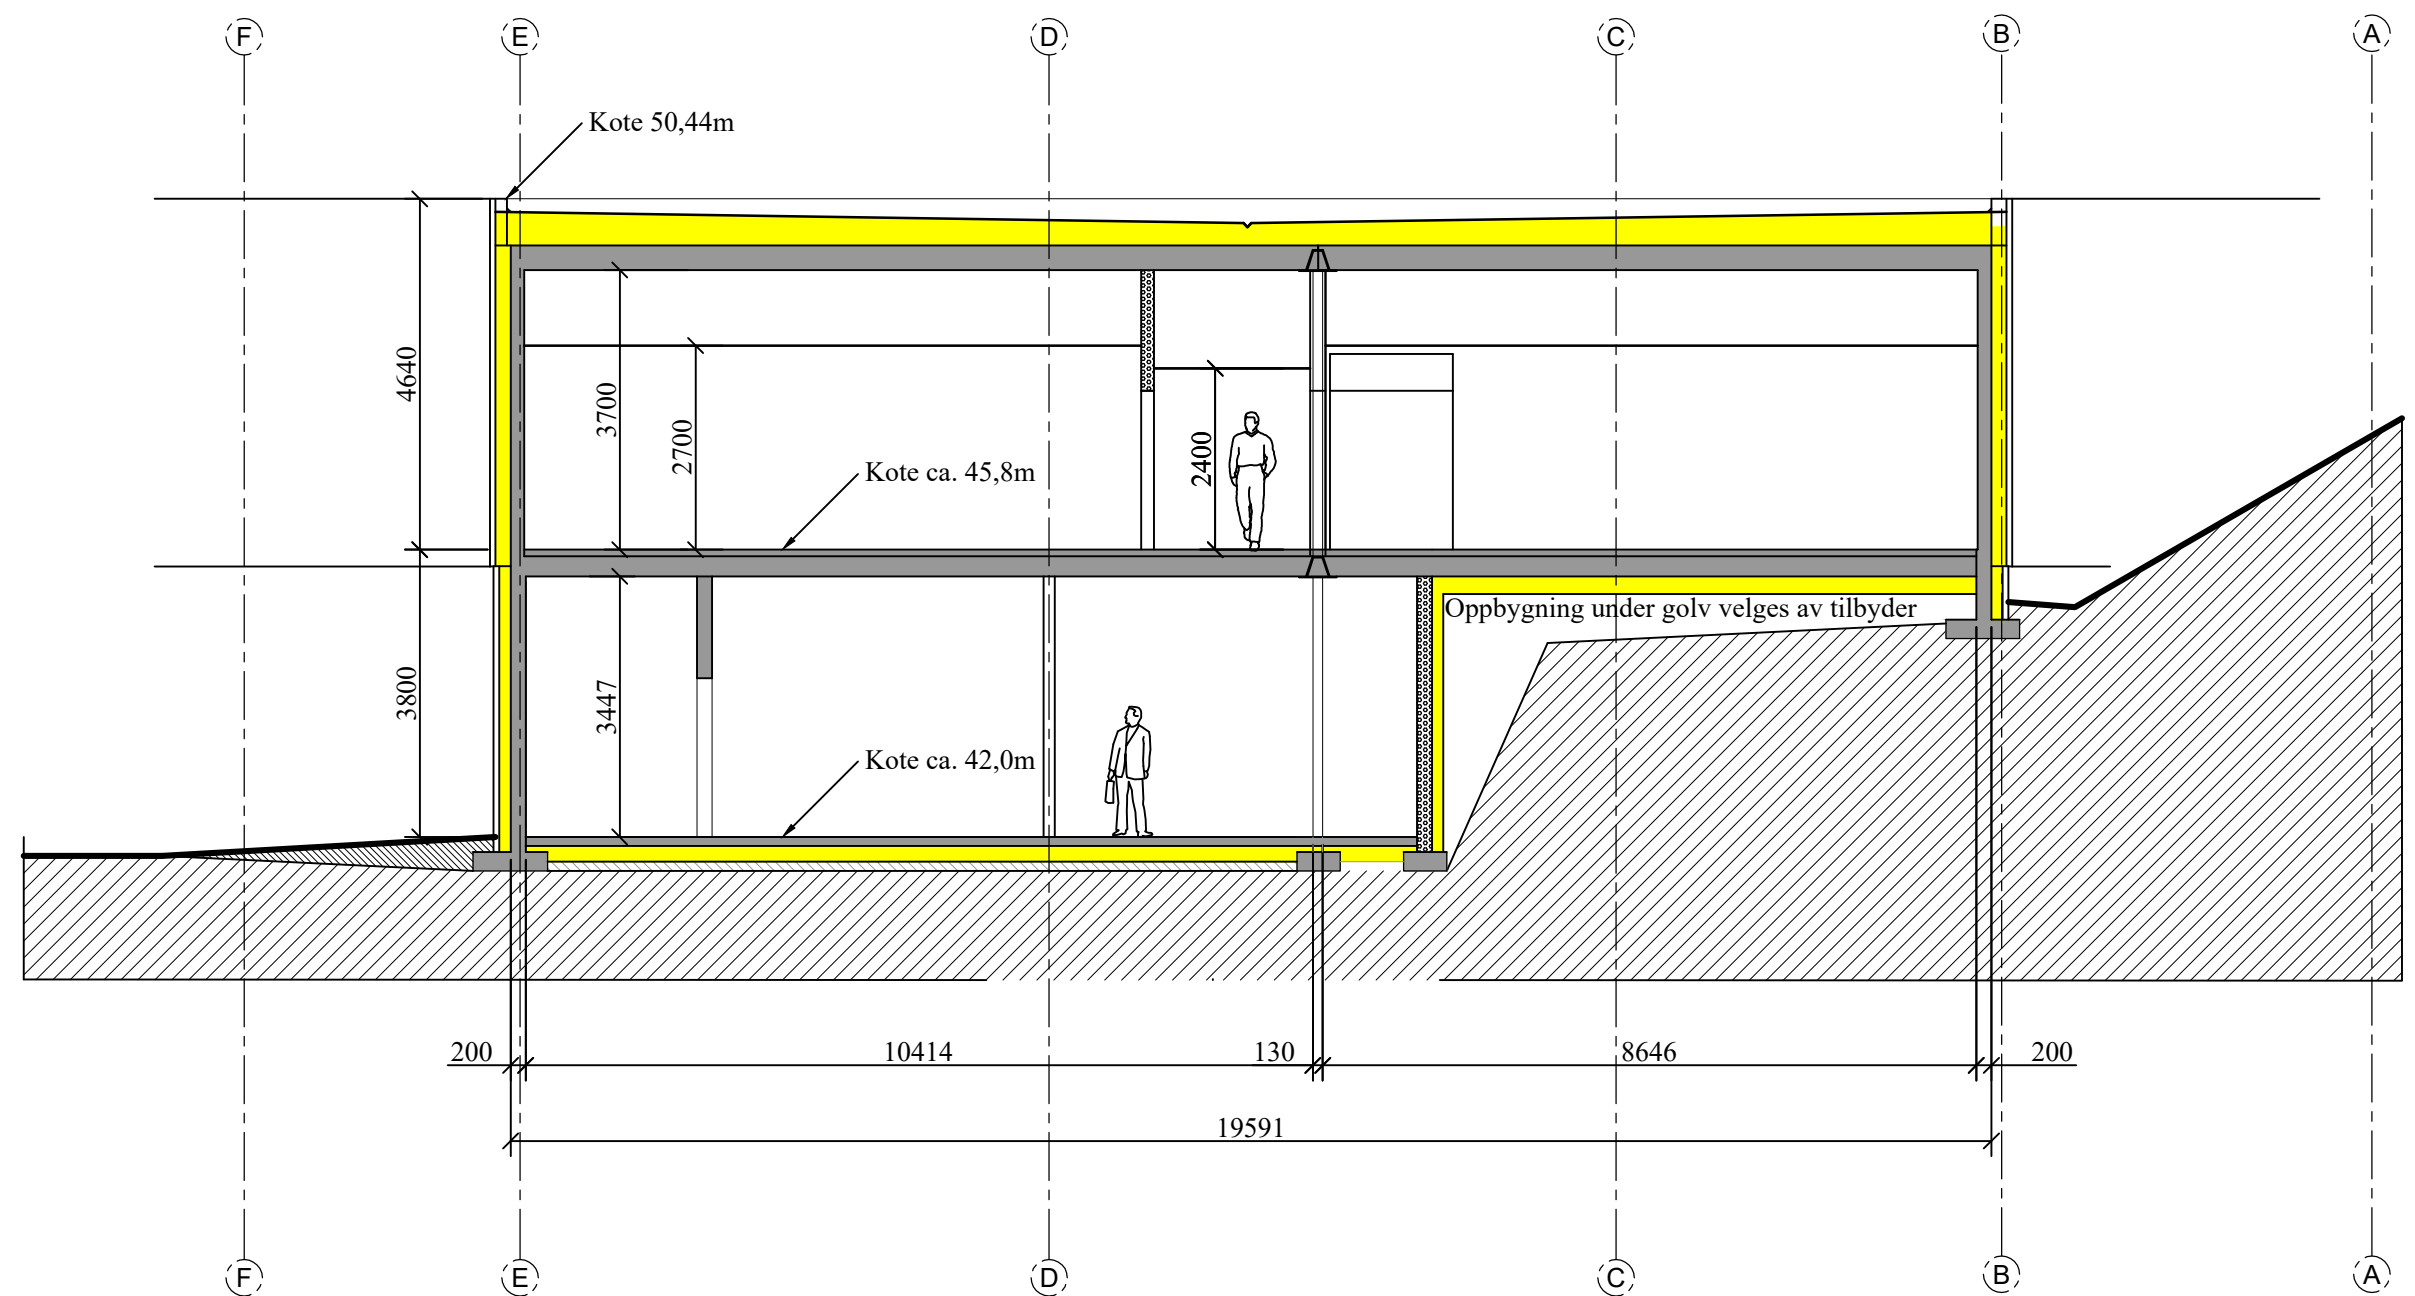 F
E
D
C
B
A
Kote 50,44m
4640
3700
2700
2400
Kote ca. 45,8m
Oppbygning under golv velges av tilbyder
3800
3447
Kote ca. 42,0m
200
10414
130
8646
200
19591
F
E
D
C
B
A